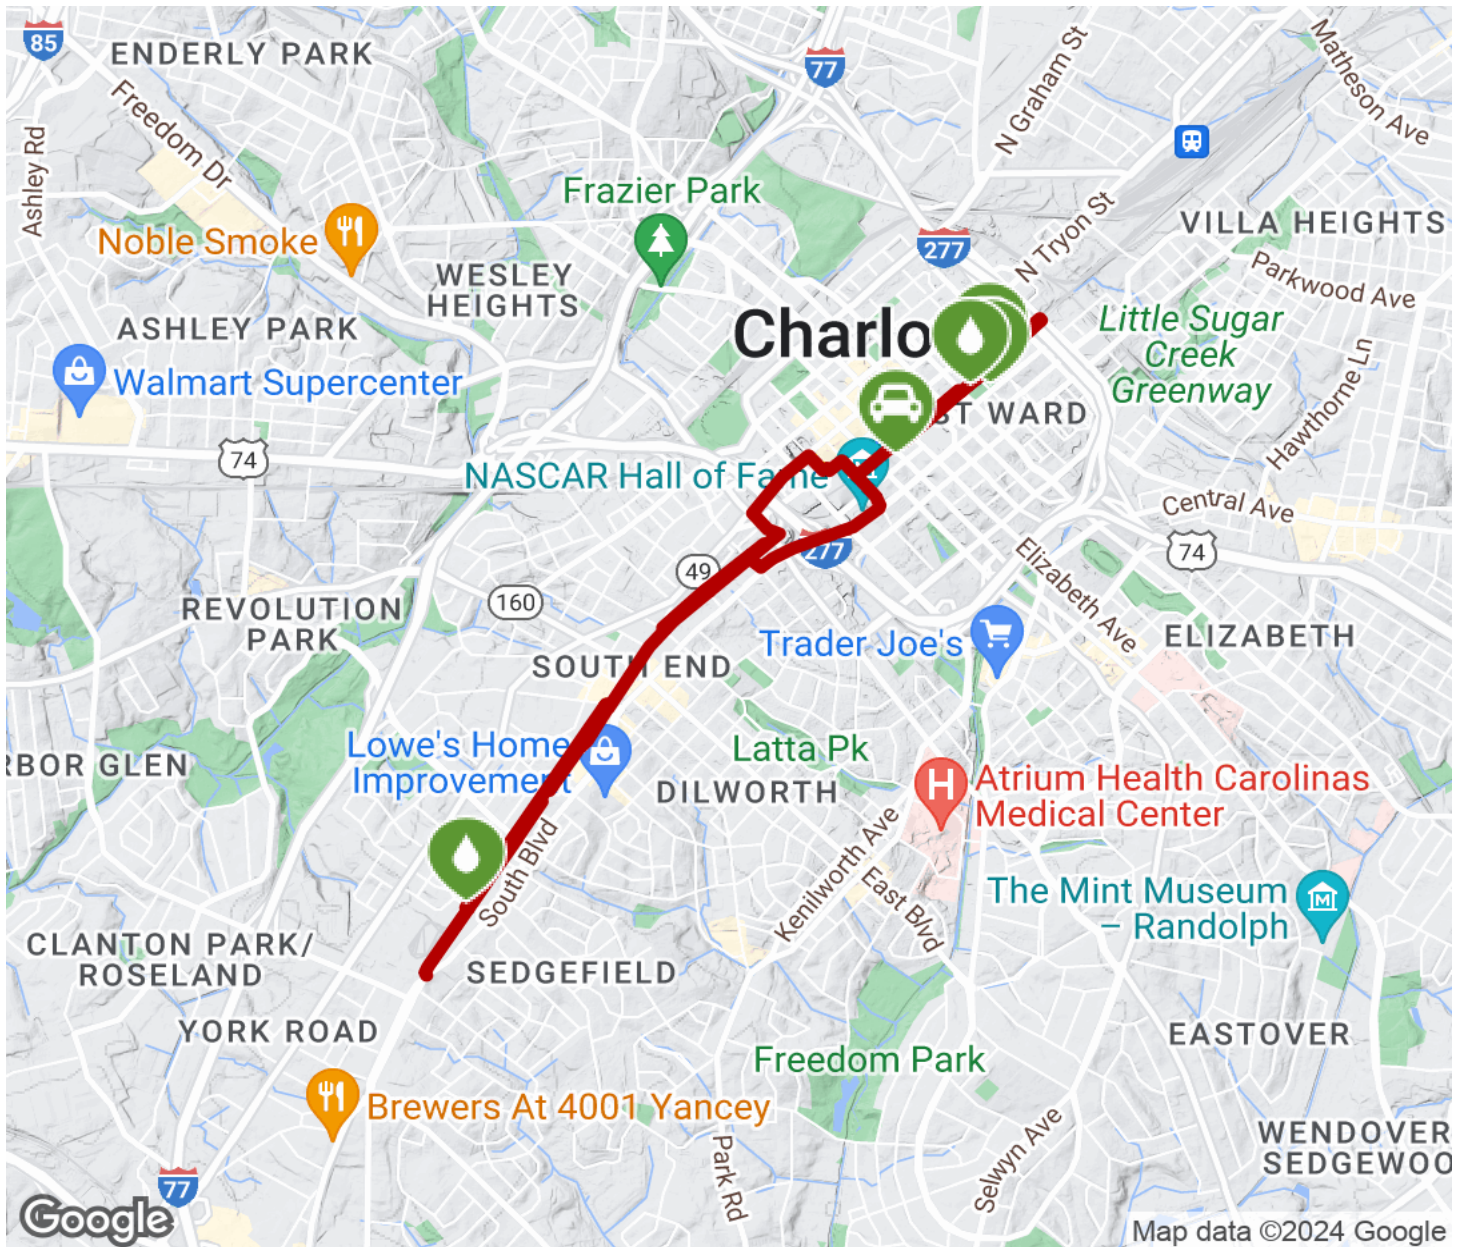 85
ENDERLY PARK
77
N Graham St
Matheson Ave
Freedom Dr
Ashley Rd
Frazier Park
N Tryon St
VILLA HEIGHTS
Noble Smoke
277
WESLEY
HEIGHTS
Parkwood Ave
ASHLEY PARK
Charlo
Little Sugar
Creek
Greenway
Hawthorne Ln
Walmart Supercenter
ST WARD
74
NASCAR Hall of Fame
Central Ave
277
74
49
160
Elizabeth Ave
REVOLUTION
PARK
Trader Joe's
ELIZABETH
SOUTH END
Lowe's Home
Improvement
Latta Pk
RBOR GLEN
DILWORTH
H
Atrium Health Carolinas
Medical Center
South Blvd
Kenilworth Ave
East Blvd
The Mint Museum
– Randolph
M
CLANTON PARK/
ROSELAND
SEDGEFIELD
YORK ROAD
EASTOVER
Freedom Park
Brewers At 4001 Yancey
Park Rd
Selwyn Ave
WENDOVER
SEDGEWOO
77
Google
Map data ©2024 Google